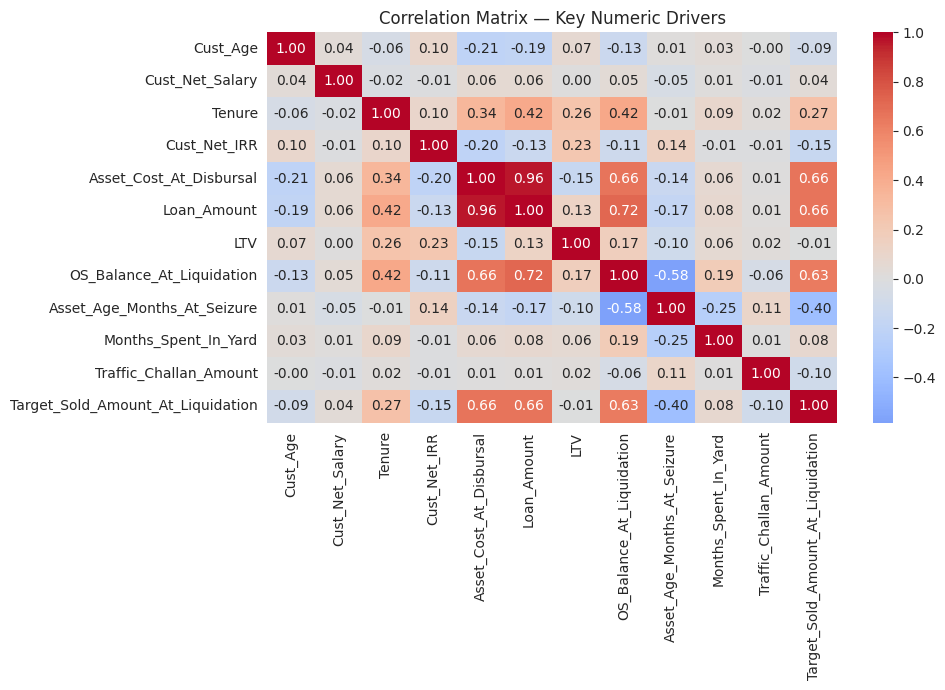 Correlation Matrix — Key Numeric Drivers
Cust_Age 1.00 0.04 -0.06 0.10 -0.21 -0.19 0.07 -0.13 0.01 0.03 -0.00 -0.09
Cust_Net_Salary 0.04 1.00 -0.02 -0.01 0.06 0.06 0.00 0.05 -0.05 0.01 -0.01 0.04
Tenure -0.06 -0.02 1.00 0.10 0.34 0.42 0.26 0.42 -0.01 0.09 0.02 0.27
Cust_Net_IRR 0.10 -0.01 0.10 1.00 -0.20 -0.13 0.23 -0.11 0.14 -0.01 -0.01 -0.15
Asset_Cost_At_Disbursal -0.21 0.06 0.34 -0.20 1.00 0.96 -0.15 0.66 -0.14 0.06 0.01 0.66
Loan_Amount -0.19 0.06 0.42 -0.13 0.96 1.00 0.13 0.72 -0.17 0.08 0.01 0.66
LTV 0.07 0.00 0.26 0.23 -0.15 0.13 1.00 0.17 -0.10 0.06 0.02 -0.01
OS_Balance_At_Liquidation -0.13 0.05 0.42 -0.11 0.66 0.72 0.17 1.00 -0.58 0.19 -0.06 0.63
Asset_Age_Months_At_Seizure 0.01 -0.05 -0.01 0.14 -0.14 -0.17 -0.10 -0.58 1.00 -0.25 0.11 -0.40
Months_Spent_In_Yard 0.03 0.01 0.09 -0.01 0.06 0.08 0.06 0.19 -0.25 1.00 0.01 0.08
Traffic_Challan_Amount -0.00 -0.01 0.02 -0.01 0.01 0.01 0.02 -0.06 0.11 0.01 1.00 -0.10
Target_Sold_Amount_At_Liquidation -0.09 0.04 0.27 -0.15 0.66 0.66 -0.01 0.63 -0.40 0.08 -0.10 1.00
Cust_Age
Cust_Net_Salary
Tenure
Cust_Net_IRR
Asset_Cost_At_Disbursal
Loan_Amount
LTV
OS_Balance_At_Liquidation
Asset_Age_Months_At_Seizure
Months_Spent_In_Yard
Traffic_Challan_Amount
Target_Sold_Amount_At_Liquidation
1.0
0.8
0.6
0.4
0.2
0.0
−0.2
−0.4